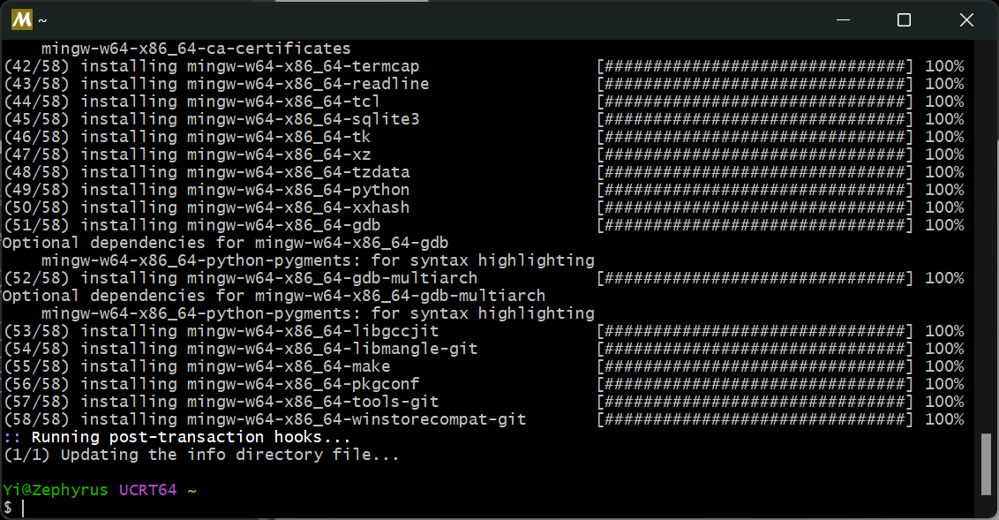 M ~
mingw-w64-x86_64-ca-certificates
(42/58) installing mingw-w64-x86_64-termcap [###############################] 100%
(43/58) installing mingw-w64-x86_64-readline [###############################] 100%
(44/58) installing mingw-w64-x86_64-tcl [###############################] 100%
(45/58) installing mingw-w64-x86_64-sqlite3 [###############################] 100%
(46/58) installing mingw-w64-x86_64-tk [###############################] 100%
(47/58) installing mingw-w64-x86_64-xz [###############################] 100%
(48/58) installing mingw-w64-x86_64-tzdata [###############################] 100%
(49/58) installing mingw-w64-x86_64-python [###############################] 100%
(50/58) installing mingw-w64-x86_64-xxhash [###############################] 100%
(51/58) installing mingw-w64-x86_64-gdb [###############################] 100%
Optional dependencies for mingw-w64-x86_64-gdb
mingw-w64-x86_64-python-pygments: for syntax highlighting
(52/58) installing mingw-w64-x86_64-gdb-multiarch [###############################] 100%
Optional dependencies for mingw-w64-x86_64-gdb-multiarch
mingw-w64-x86_64-python-pygments: for syntax highlighting
(53/58) installing mingw-w64-x86_64-libgccjit [###############################] 100%
(54/58) installing mingw-w64-x86_64-libmangle-git [###############################] 100%
(55/58) installing mingw-w64-x86_64-make [###############################] 100%
(56/58) installing mingw-w64-x86_64-pkgconf [###############################] 100%
(57/58) installing mingw-w64-x86_64-tools-git [###############################] 100%
(58/58) installing mingw-w64-x86_64-winstorecompat-git [###############################] 100%
:: Running post-transaction hooks...
(1/1) Updating the info directory file...
Yi@Zephyrus UCRT64 ~
$